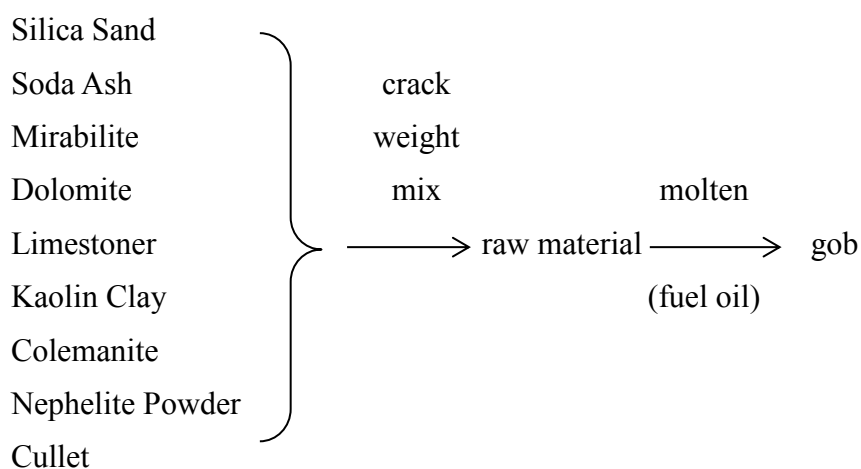 Silica Sand
Soda Ash crack
Mirabilite weight
Dolomite mix molten
Limestoner raw material gob
Kaolin Clay (fuel oil)
Colemanite
Nephelite Powder
Cullet